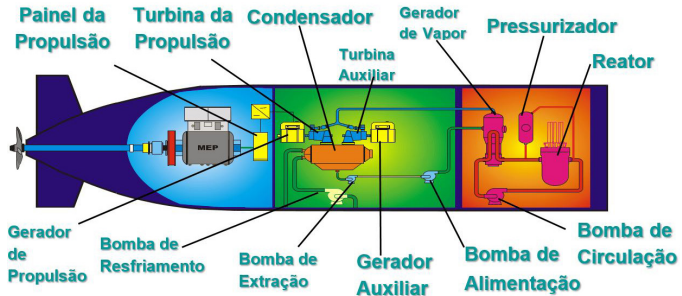 Painel da
Propulsão
Turbina da
Propulsão
Condensador
Turbina
Auxiliar
Gerador
de Vapor
Pressurizador
Reator
MEP
Gerador
de
Propulsão
Bomba de
Resfriamento
Bomba de
Extração
Gerador
Auxiliar
Bomba de
Alimentação
Bomba de
Circulação